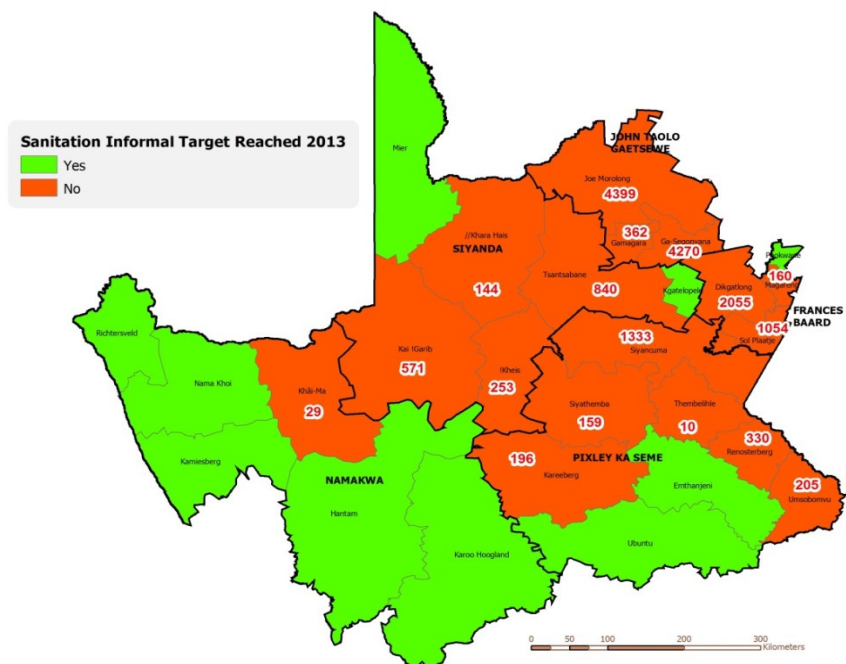 Sanitation Informal Target Reached 2013
Yes
No
Mier
JOHN TAOLO
GAETSEWE
Joe Morolong
4399
//Khara Hais
SIYANDA
144
362
Gamagara
Ga-Segonyana
4270
Tsantsabane
840
Kgatelopele
Phokwane
160
Magareng
Dikgatlong
2055
FRANCES
BAARD
1054
Sol Plaatje
1333
Siyancuma
Richtersveld
Nama Khoi
Kai !Garib
571
!Kheis
253
Khâi-Ma
29
Siyathemba
159
Thembelihle
10
330
Renosterberg
Kamiesberg
196
Kareeberg
PIXLEY KA SEME
205
Umsobomvu
Emthanjeni
NAMAKWA
Hantam
Karoo Hoogland
Ubuntu
0 50 100 200 300
Kilometers